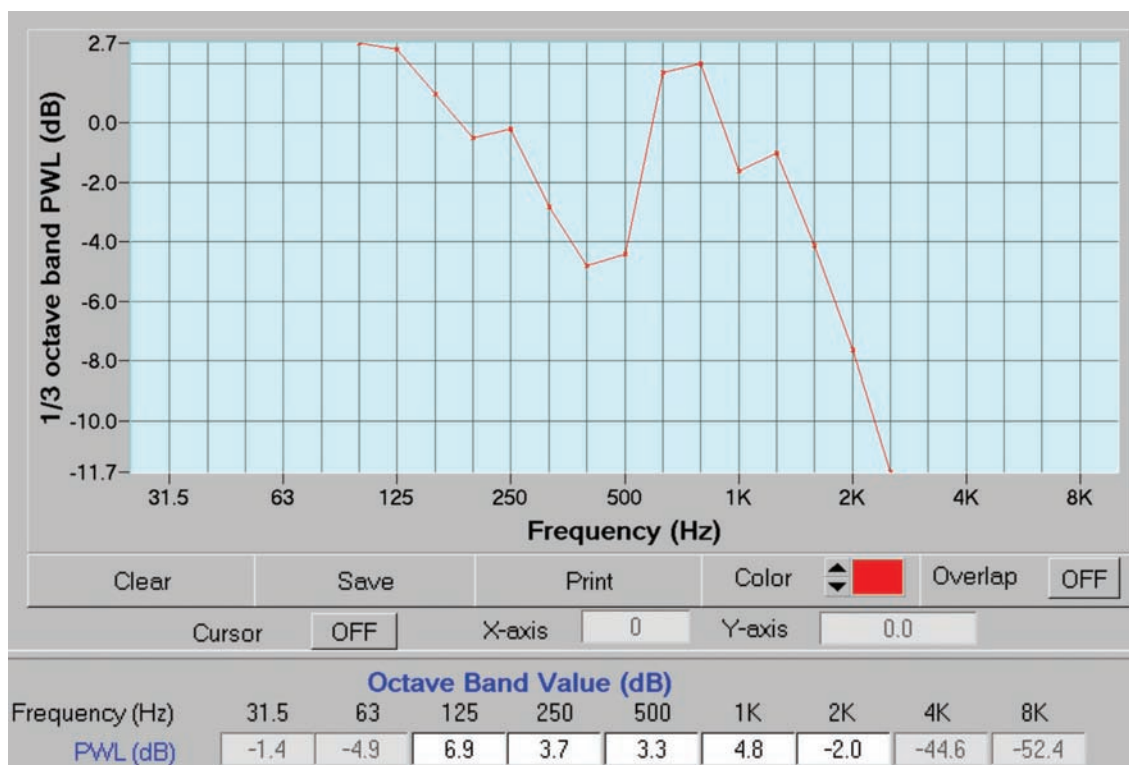 1/3 octave band PWL (dB)
2.7
0.0
-2.0
-4.0
-6.0
-8.0
-10.0
-11.7
31.5 63 125 250 500 1K 2K 4K 8K
Frequency (Hz)
Clear Save Print Color Overlap OFF
Cursor OFF X-axis 0 Y-axis 0.0
Octave Band Value (dB)
Frequency (Hz) 31.5 63 125 250 500 1K 2K 4K 8K
PWL (dB) -1.4 -4.9 6.9 3.7 3.3 4.8 -2.0 -44.6 -52.4